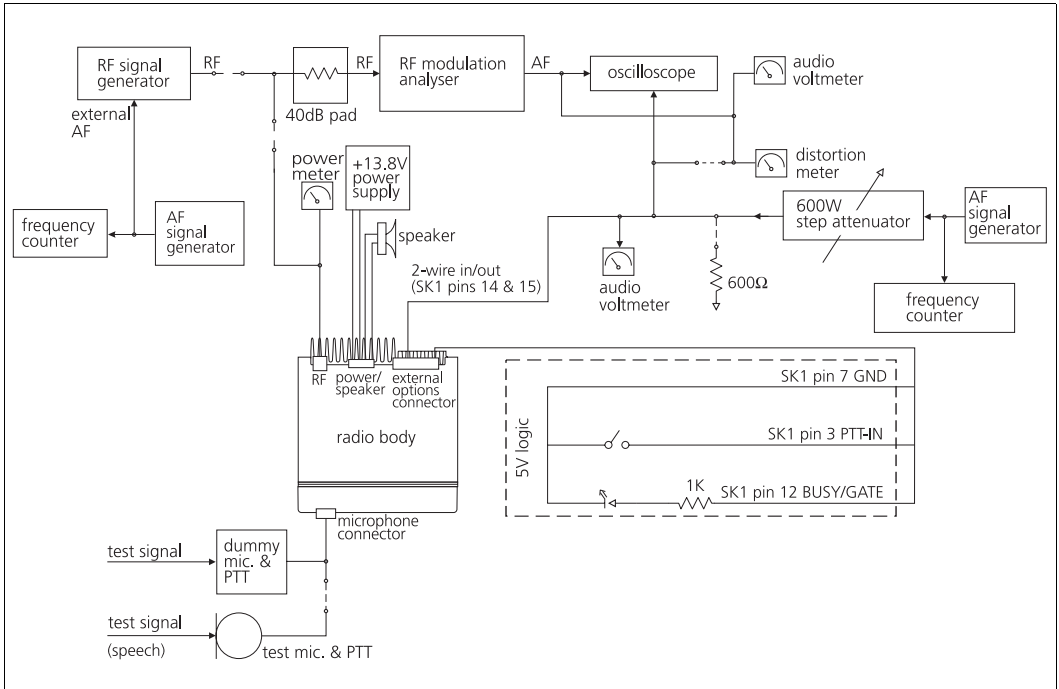 RF signal
generator
RF
40dB pad
RF
RF modulation
analyser
AF
oscilloscope
audio
voltmeter
external
AF
power
meter
+13.8V
power
supply
distortion
meter
frequency
counter
AF
signal
generator
speaker
600W
step attenuator
AF
signal
generator
2-wire in/out
(SK1 pins 14 & 15)
audio
voltmeter
600Ω
frequency
counter
RF
power/
speaker
external
options
connector
radio body
5V logic
SK1 pin 7 GND
SK1 pin 3 PTT-IN
1K
SK1 pin 12 BUSY/GATE
microphone
connector
test signal
dummy
mic. &
PTT
test signal
(speech)
test mic. & PTT